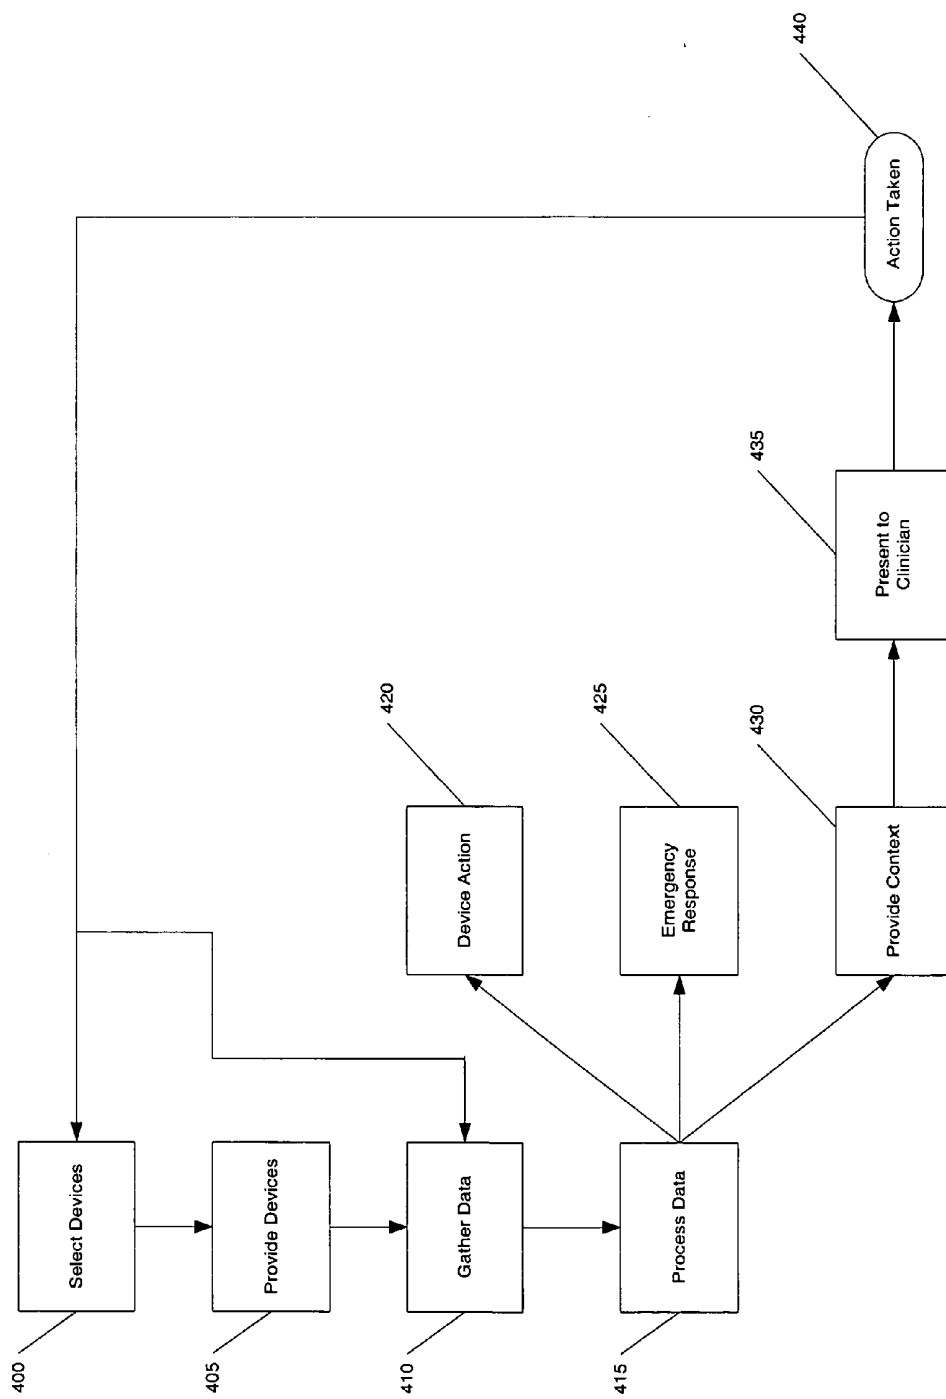 400
Select Devices
405
Provide Devices
410
Gather Data
415
Process Data
420
Device Action
425
Emergency
Response
430
Provide Context
435
Present to
Clinician
440
Action Taken